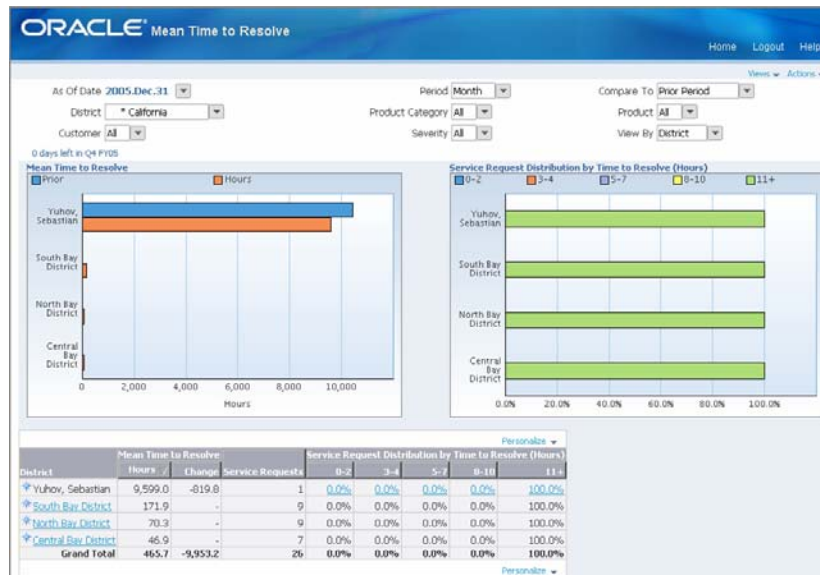 ORACLE Mean Time to Resolve
Home Logout Help
Views Actions
As Of Date 2005.Dec.31 Period Month Compare To Prior Period
District * California Product Category All Product All
Customer All Severity All View By District
0 days left in Q4 FY05
Mean Time to Resolve
Prior Hours
Yuhov, Sebastian
South Bay District
North Bay District
Central Bay District
0 2,000 4,000 6,000 8,000 10,000
Hours
Service Request Distribution by Time to Resolve (Hours)
0-2 3-4 5-7 8-10 11+
Yuhov, Sebastian
South Bay District
North Bay District
Central Bay District
0.0% 20.0% 40.0% 60.0% 80.0% 100.0%
Personalize
Mean Time to Resolve Service Request Distribution by Time to Resolve (Hours)
District Hours Change Service Requests 0-2 3-4 5-7 8-10 11+
Yuhov, Sebastian 9,599.0 -819.8 1 0.0% 0.0% 0.0% 0.0% 100.0%
South Bay District 171.9 - 9 0.0% 0.0% 0.0% 0.0% 100.0%
North Bay District 70.3 - 9 0.0% 0.0% 0.0% 0.0% 100.0%
Central Bay District 46.9 - 7 0.0% 0.0% 0.0% 0.0% 100.0%
Grand Total 465.7 -9,953.2 26 0.0% 0.0% 0.0% 0.0% 100.0%
Personalize